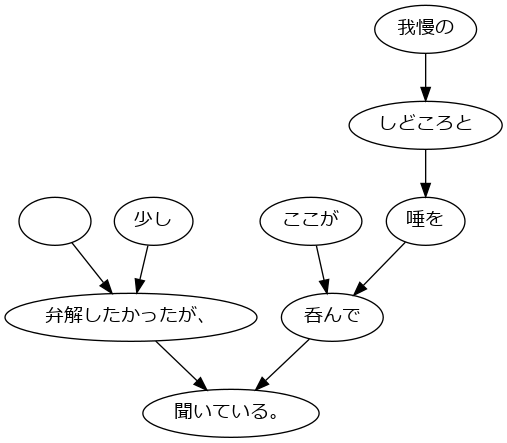 我慢の
しどころと
少し
ここが
唾を
弁解したかったが、
呑んで
聞いている。